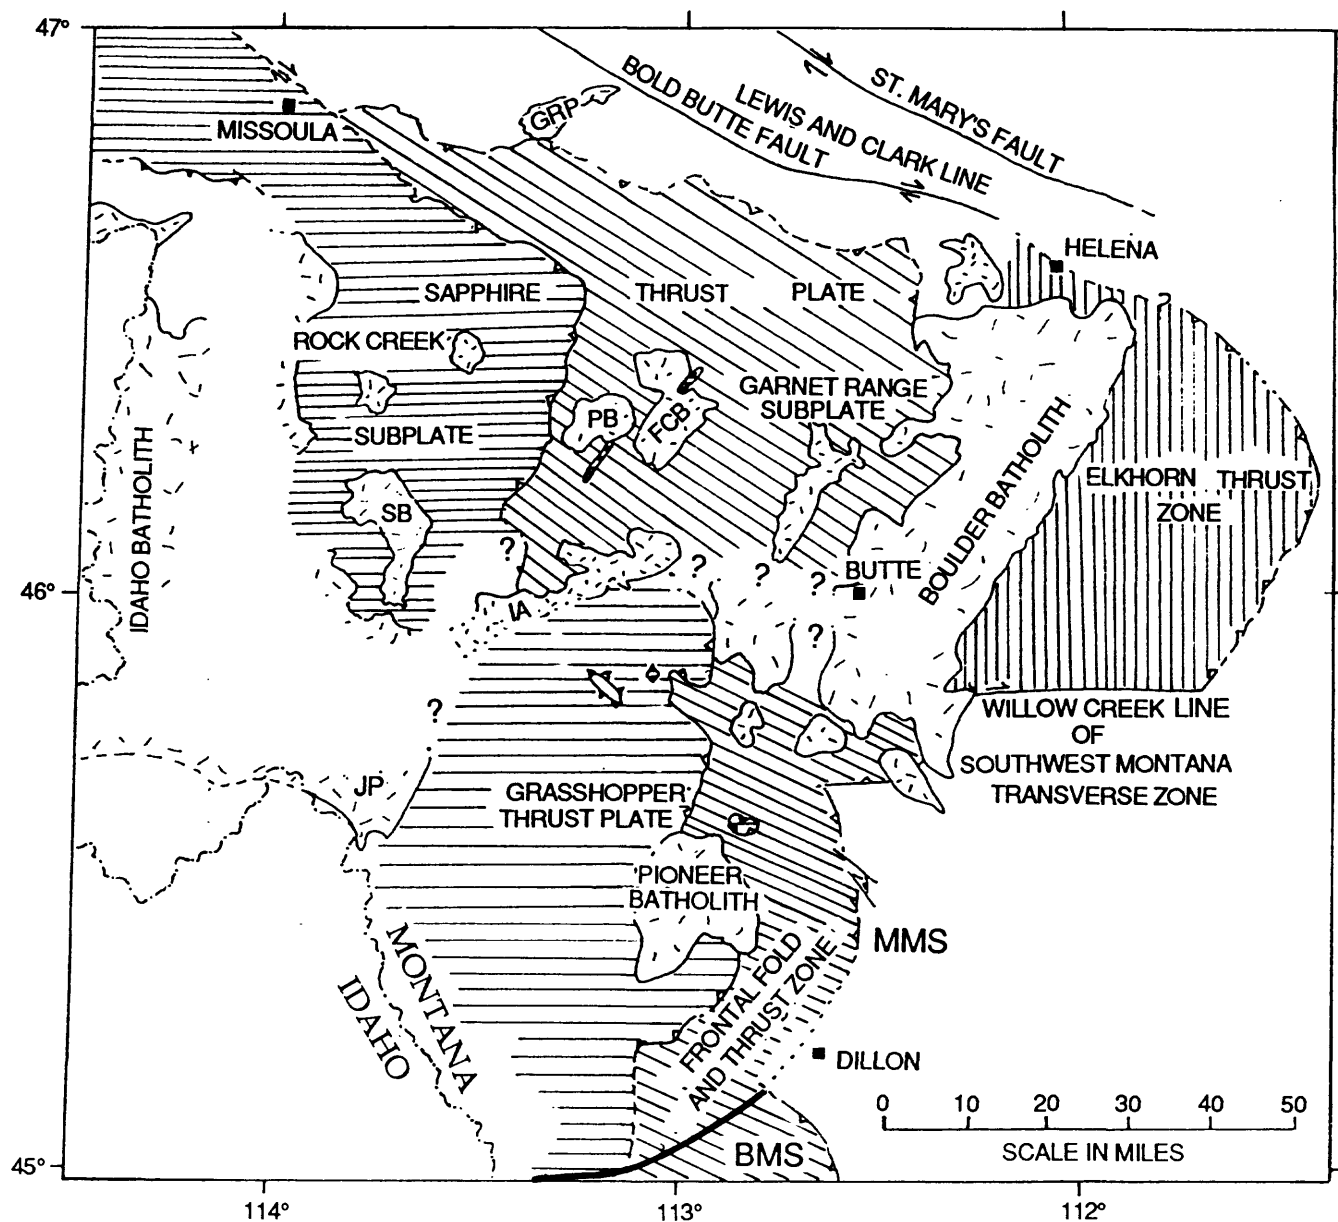 47°
ST. MARY'S FAULT
LEWIS AND CLARK LINE
BOLD BUTTE FAULT
GRP
MISSOULA
HELENA
SAPPHIRE THRUST PLATE
ROCK CREEK
SUBPLATE
GARNET RANGE
SUBPLATE
PB
FCB
IDAHO BATHOLITH
SB
BOULDER BATHOLITH
ELKHORN THRUST
ZONE
?
?
?
?
BUTTE
46°
IA
?
?
WILLOW CREEK LINE
OF
SOUTHWEST MONTANA
TRANSVERSE ZONE
JP
GRASSHOPPER
THRUST PLATE
PIONEER
BATHOLITH
MMS
MONTANA
IDAHO
FRONTAL FOLD
AND THRUST ZONE
DILLON
0 10 20 30 40 50
SCALE IN MILES
BMS
45°
114° 113° 112°